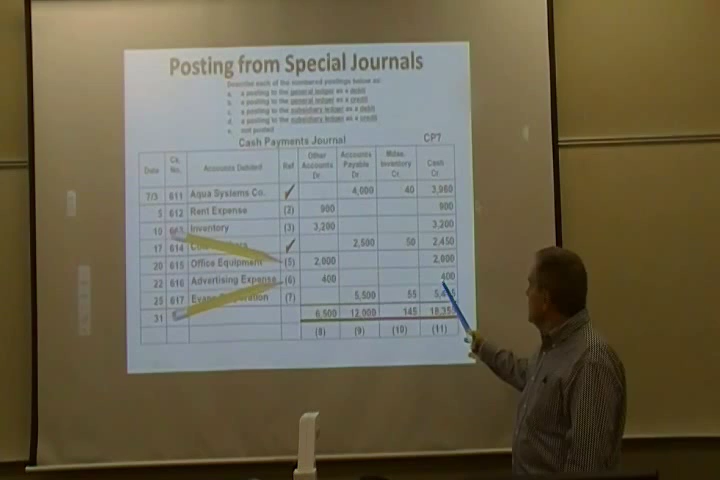 Posting from Special Journals
Describe each of the numbered postings below as:
a. a posting to the general ledger as a debit
b. a posting to the general ledger as a credit
c. a posting to the subsidiary ledger as a debit
d. a posting to the subsidiary ledger as a credit
e. not posted
Cash Payments Journal CP7
Date Ck. No. Accounts Debited Ref Other Accounts Dr. Accounts Payable Dr. Mdse. Inventory Cr. Cash Cr.
7/3 611 Aqua Systems Co. ✓ 4,000 40 3,960
5 612 Rent Expense (2) 900 900
10 Inventory (3) 3,200 3,200
17 614 ✓ 2,500 50 2,450
20 615 Office Equipment (5) 2,000 2,000
22 616 Advertising Expense (6) 400 400
25 617 (7) 5,500 55
31 6,500 12,000 145 18,355
(8) (9) (10) (11)